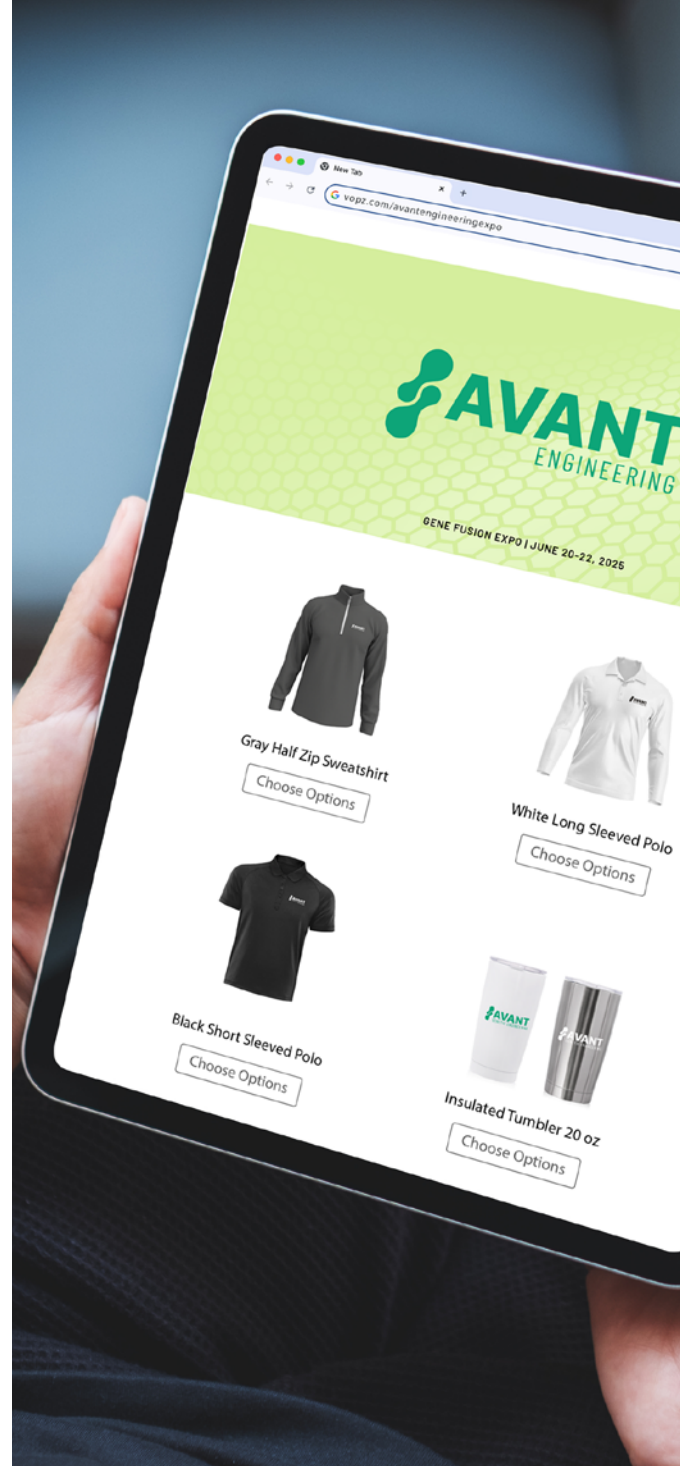 New Tab
vopz.com/avantengineeringexpo
AVANT
ENGINEERING
GENE FUSION EXPO | JUNE 20-22, 2025
Gray Half Zip Sweatshirt
Choose Options
White Long Sleeved Polo
Choose Options
Black Short Sleeved Polo
Choose Options
AVANT
AVANT
Insulated Tumbler 20 oz
Choose Options